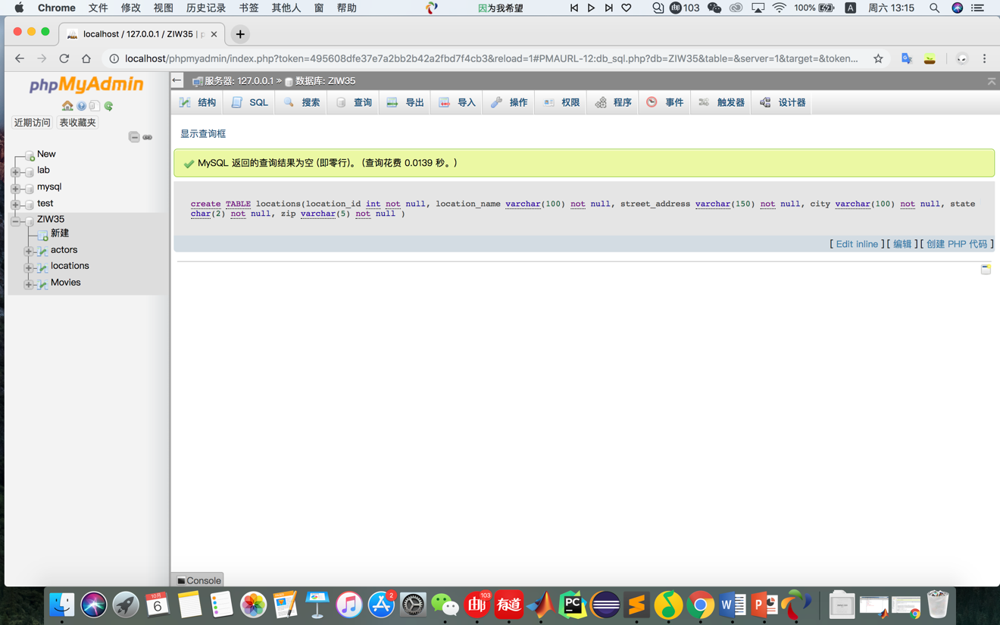 Chrome 文件 修改 视图 历史记录 书签 其他人 窗 帮助 因为我希望 103 100% A 周六 13:15
localhost / 127.0.0.1 / ZIW35 | p
localhost/phpmyadmin/index.php?token=495608dfe37e7a2bb2b42a2fbd7f4cb3&reload=1#PMAURL-12:db_sql.php?db=ZIW35&table=&server=1&target=&token...
phpMyAdmin
近期访问 表收藏夹
New
lab
mysql
test
ZIW35
新建
actors
locations
Movies
服务器: 127.0.0.1 » 数据库: ZIW35
结构 SQL 搜索 查询 导出 导入 操作 权限 程序 事件 触发器 设计器
显示查询框
MySQL 返回的查询结果为空 (即零行)。 (查询花费 0.0139 秒。)
create TABLE locations(location_id int not null, location_name varchar(100) not null, street_address varchar(150) not null, city varchar(100) not null, state
char(2) not null, zip varchar(5) not null )
[ Edit inline ] [ 编辑 ] [ 创建 PHP 代码 ]
Console
10月
6
2
103
有道
PC
W
P